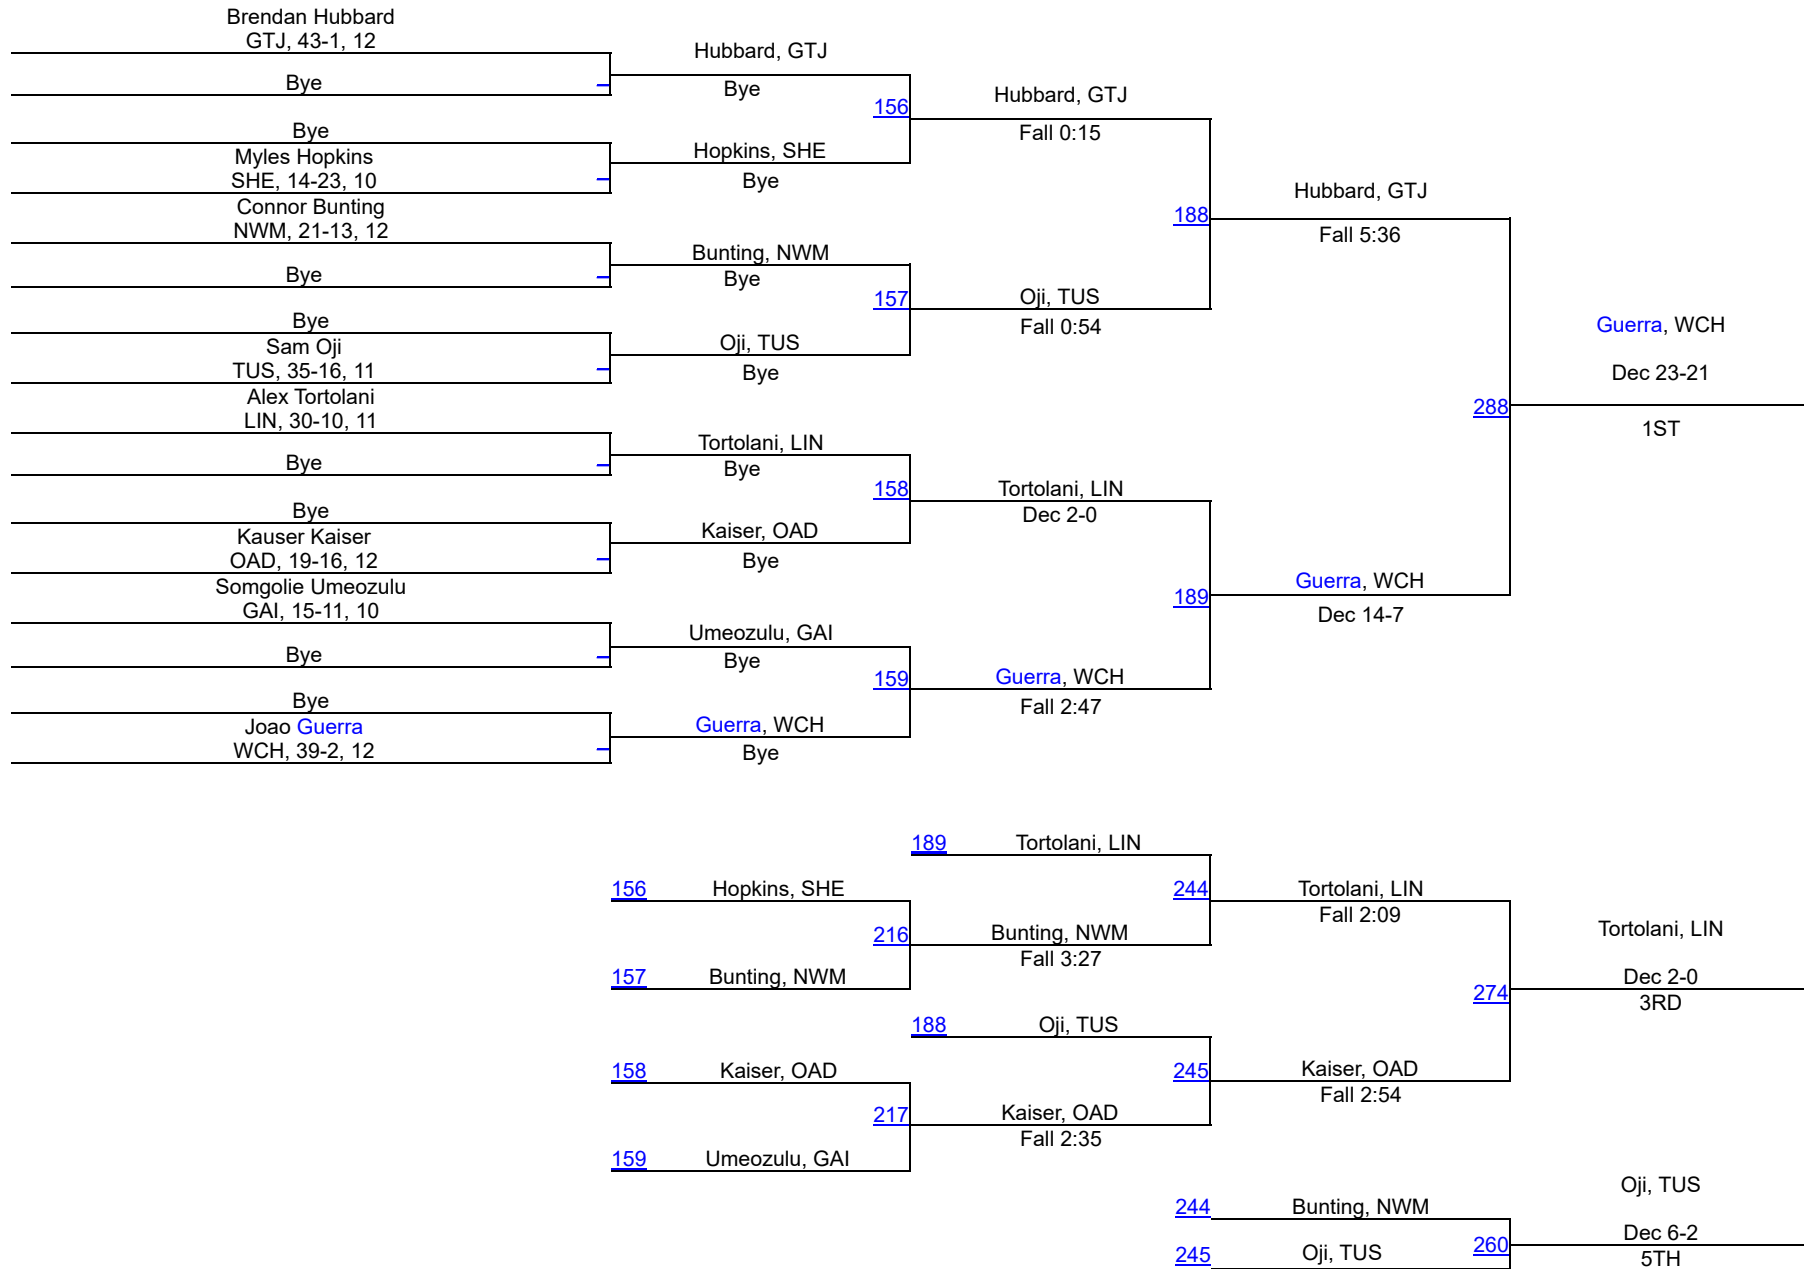 Brendan Hubbard
GTJ, 43-1, 12
Bye
Bye
Myles Hopkins
SHE, 14-23, 10
Connor Bunting
NWM, 21-13, 12
Bye
Bye
Sam Oji
TUS, 35-16, 11
Alex Tortolani
LIN, 30-10, 11
Bye
Bye
Kauser Kaiser
OAD, 19-16, 12
Somgolie Umeozulu
GAI, 15-11, 10
Bye
Bye
Joao Guerra
WCH, 39-2, 12
Hubbard, GTJ
Bye
156
Hopkins, SHE
Bye
Bunting, NWM
Bye
157
Oji, TUS
Bye
Tortolani, LIN
Bye
158
Kaiser, OAD
Bye
Umeozulu, GAI
Bye
159
Guerra, WCH
Bye
Hubbard, GTJ
Fall 0:15
188
Oji, TUS
Fall 0:54
Tortolani, LIN
Dec 2-0
189
Guerra, WCH
Fall 2:47
Hubbard, GTJ
Fall 5:36
288
Guerra, WCH
Dec 14-7
Guerra, WCH
Dec 23-21
1ST
156 Hopkins, SHE
216
157 Bunting, NWM
158 Kaiser, OAD
217
159 Umeozulu, GAI
189 Tortolani, LIN
244
Bunting, NWM
Fall 3:27
188 Oji, TUS
245
Kaiser, OAD
Fall 2:35
Tortolani, LIN
Fall 2:09
274
Kaiser, OAD
Fall 2:54
Tortolani, LIN
Dec 2-0
3RD
244 Bunting, NWM
260
245 Oji, TUS
Oji, TUS
Dec 6-2
5TH